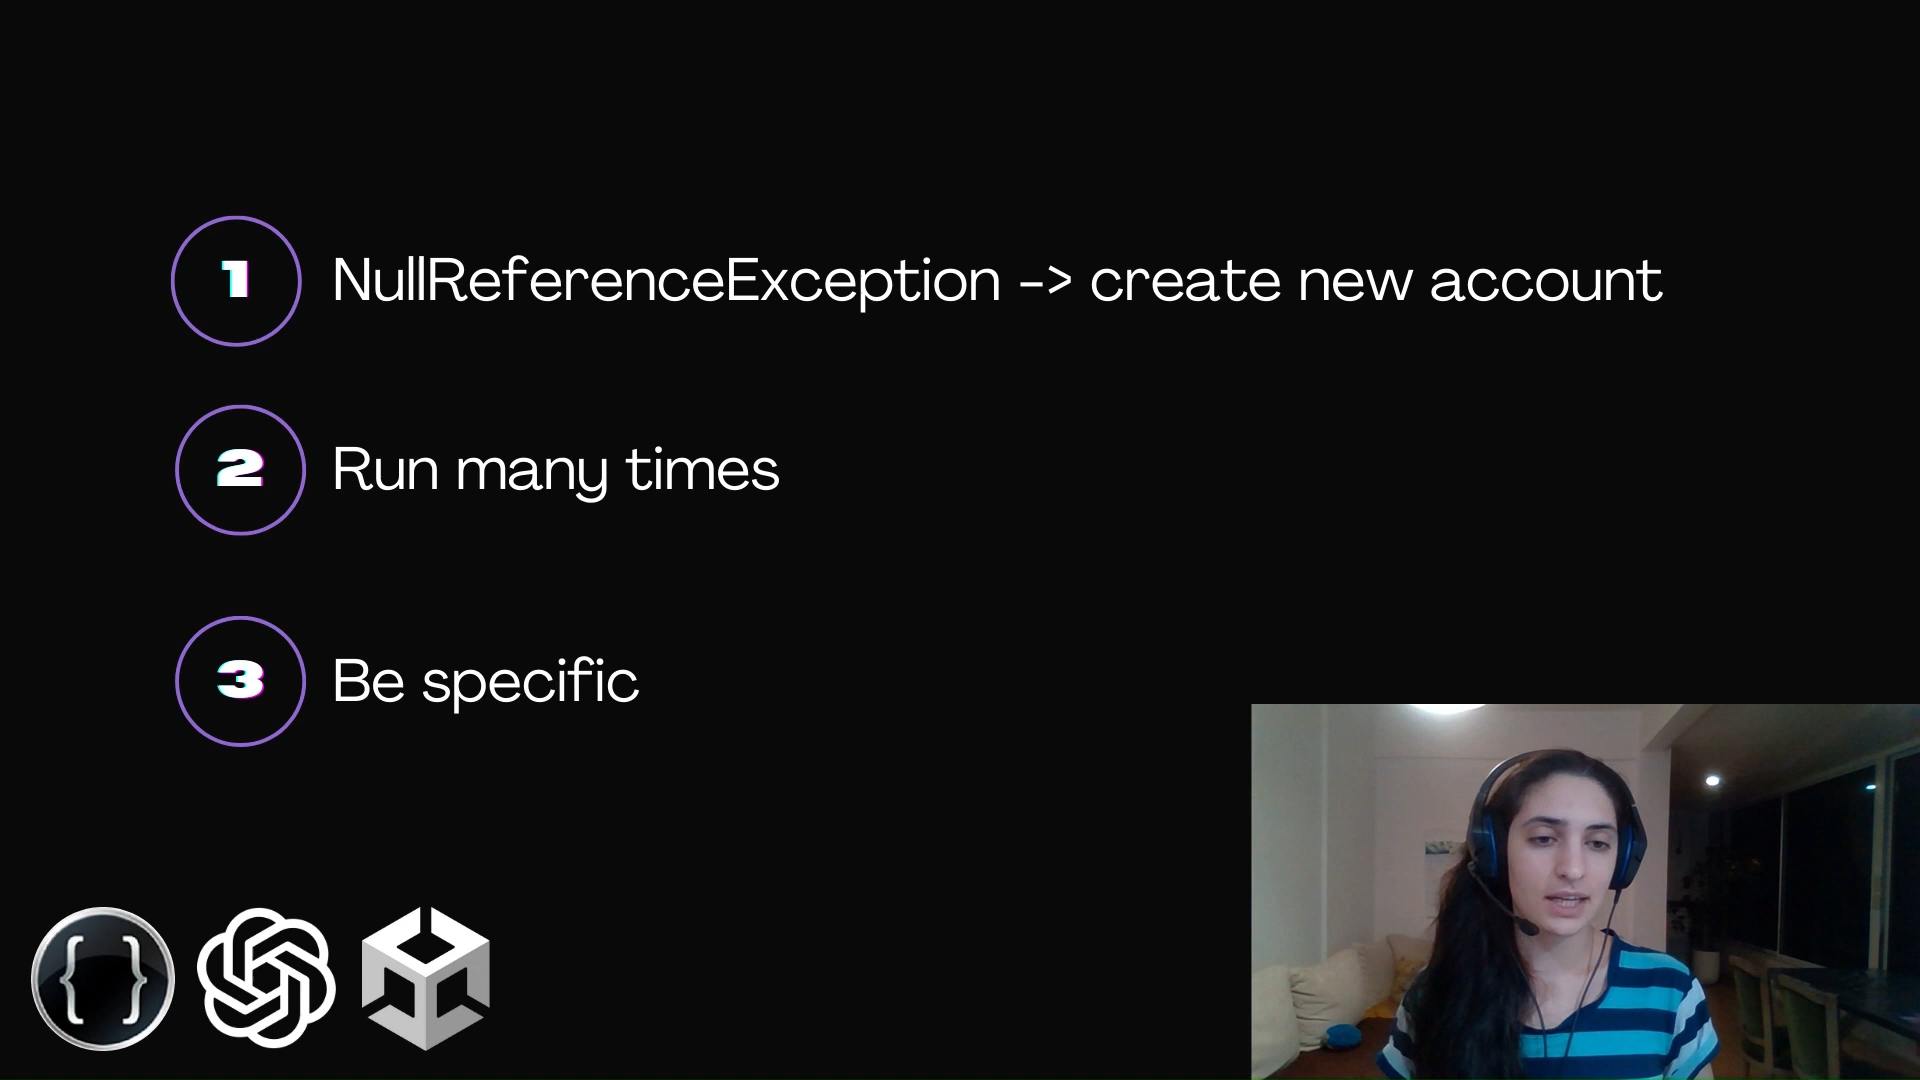 1 NullReferenceException -> create new account
2 Run many times
3 Be specific
{ }